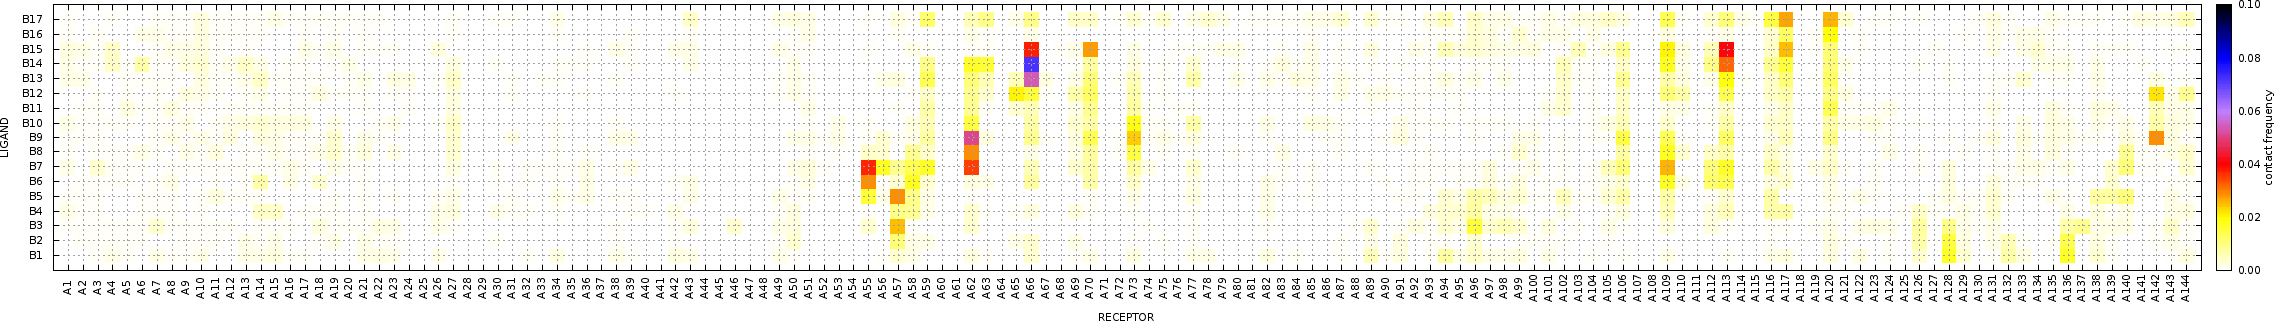 B17
B16
B15
B14
B13
B12
B11
B10
B9
B8
B7
B6
B5
B4
B3
B2
B1
LIGAND
A1 A2 A3 A4 A5 A6 A7 A8 A9 A10 A11 A12 A13 A14 A15 A16 A17 A18 A19 A20 A21 A22 A23 A24 A25 A26 A27 A28 A29 A30 A31 A32 A33 A34 A35 A36 A37 A38 A39 A40 A41 A42 A43 A44 A45 A46 A47 A48 A49 A50 A51 A52 A53 A54 A55 A56 A57 A58 A59 A60 A61 A62 A63 A64 A65 A66 A67 A68 A69 A70 A71 A72 A73 A74 A75 A76 A77 A78 A79 A80 A81 A82 A83 A84 A85 A86 A87 A88 A89 A90 A91 A92 A93 A94 A95 A96 A97 A98 A99 A100 A101 A102 A103 A104 A105 A106 A107 A108 A109 A110 A111 A112 A113 A114 A115 A116 A117 A118 A119 A120 A121 A122 A123 A124 A125 A126 A127 A128 A129 A130 A131 A132 A133 A134 A135 A136 A137 A138 A139 A140 A141 A142 A143 A144
RECEPTOR
0.10
0.08
0.06
0.04
0.02
0.00
contact frequency